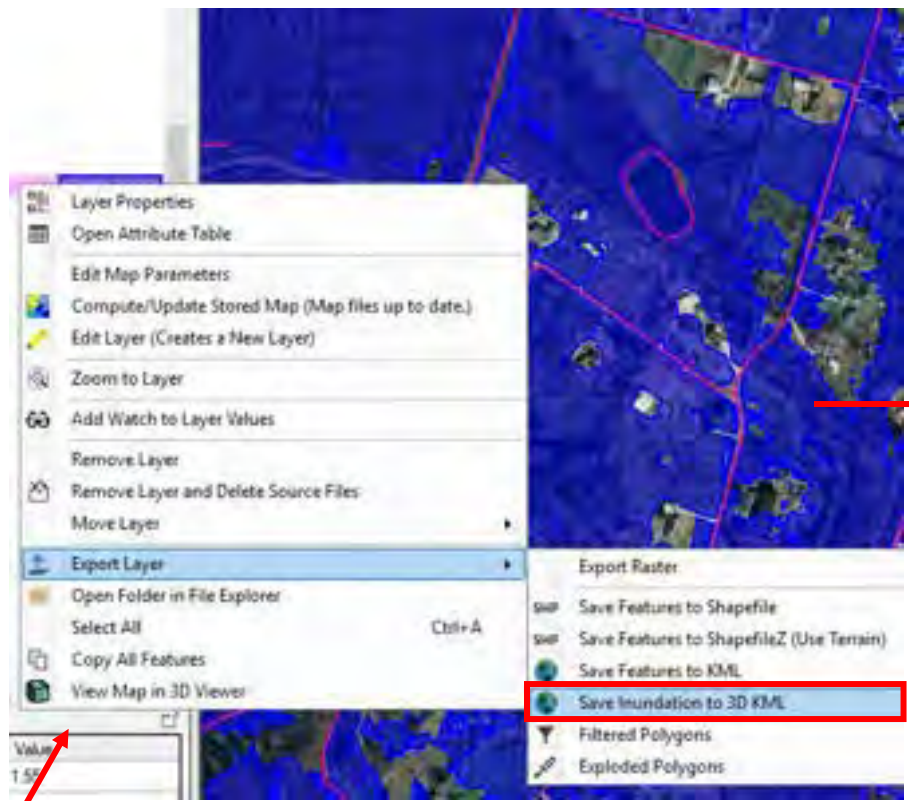 Layer Properties
Open Attribute Table
Edit Map Parameters
Compute/Update Stored Map (Map files up to date.)
Edit Layer (Creates a New Layer)
Zoom to Layer
Add Watch to Layer Values
Remove Layer
Remove Layer and Delete Source Files
Move Layer
Export Layer
Open Folder in File Explorer
Select All Ctrl+A
Copy All Features
View Map in 3D Viewer
Export Raster
SHP Save Features to Shapefile
SHP Save Features to ShapefileZ (Use Terrain)
Save Features to KML
Save Inundation to 3D KML
Filtered Polygons
Exploded Polygons
Value